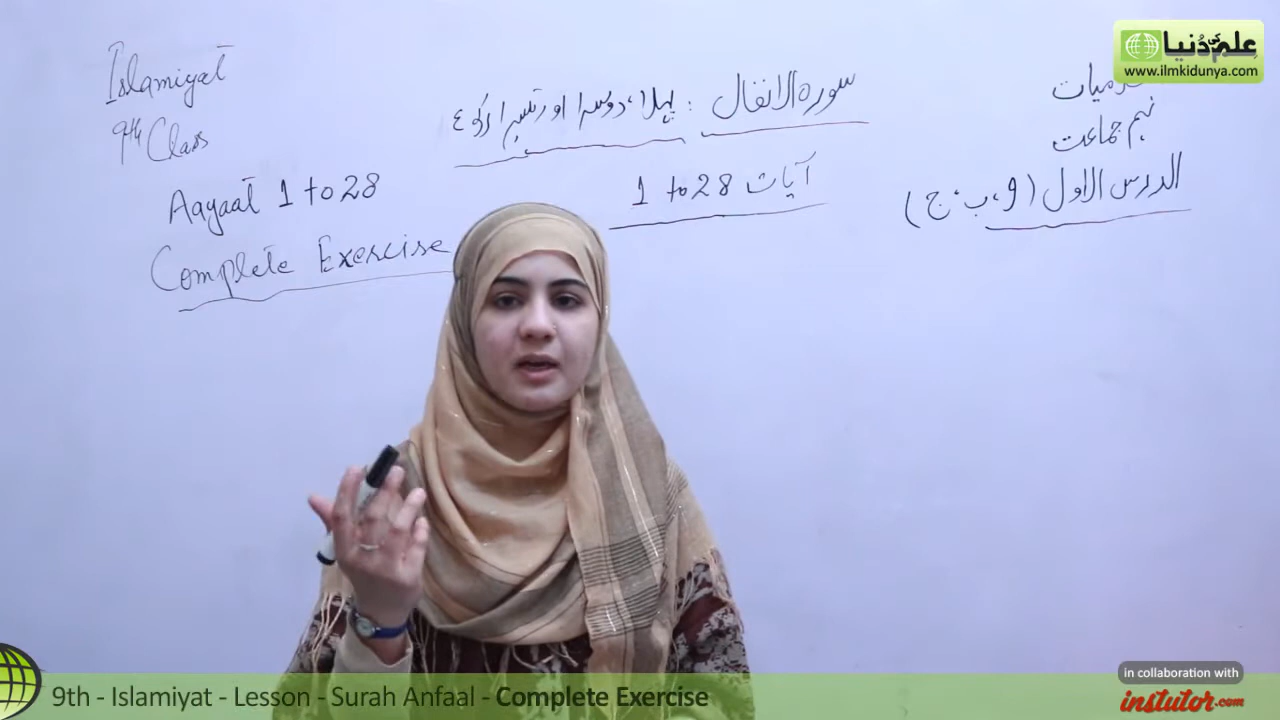 Islamiyat
9th Class
Aayaat 1 to 28
Complete Exercise
سورہ الانفال : پہلا، دوسرا اور تیسرا رکوع
آیات 28 to 1
نہم جماعت
الدرس الاول (و، ب، ج)
علم کی دُنیا
www.ilmkidunya.com
9th - Islamiyat - Lesson - Surah Anfaal - Complete Exercise
in collaboration with
instutor.com